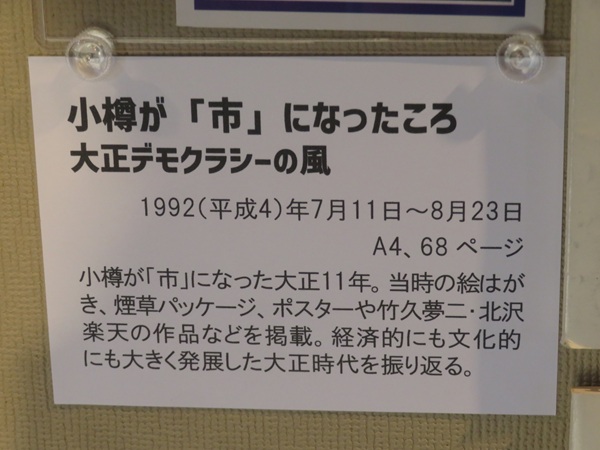 小樽が「市」になったころ
大正デモクラシーの風
1992(平成4)年7月11日～8月23日
A4、68 ページ
小樽が「市」になった大正11年。当時の絵はが
き、煙草パッケージ、ポスターや竹久夢二・北沢
楽天の作品などを掲載。経済的にも文化的
にも大きく発展した大正時代を振り返る。